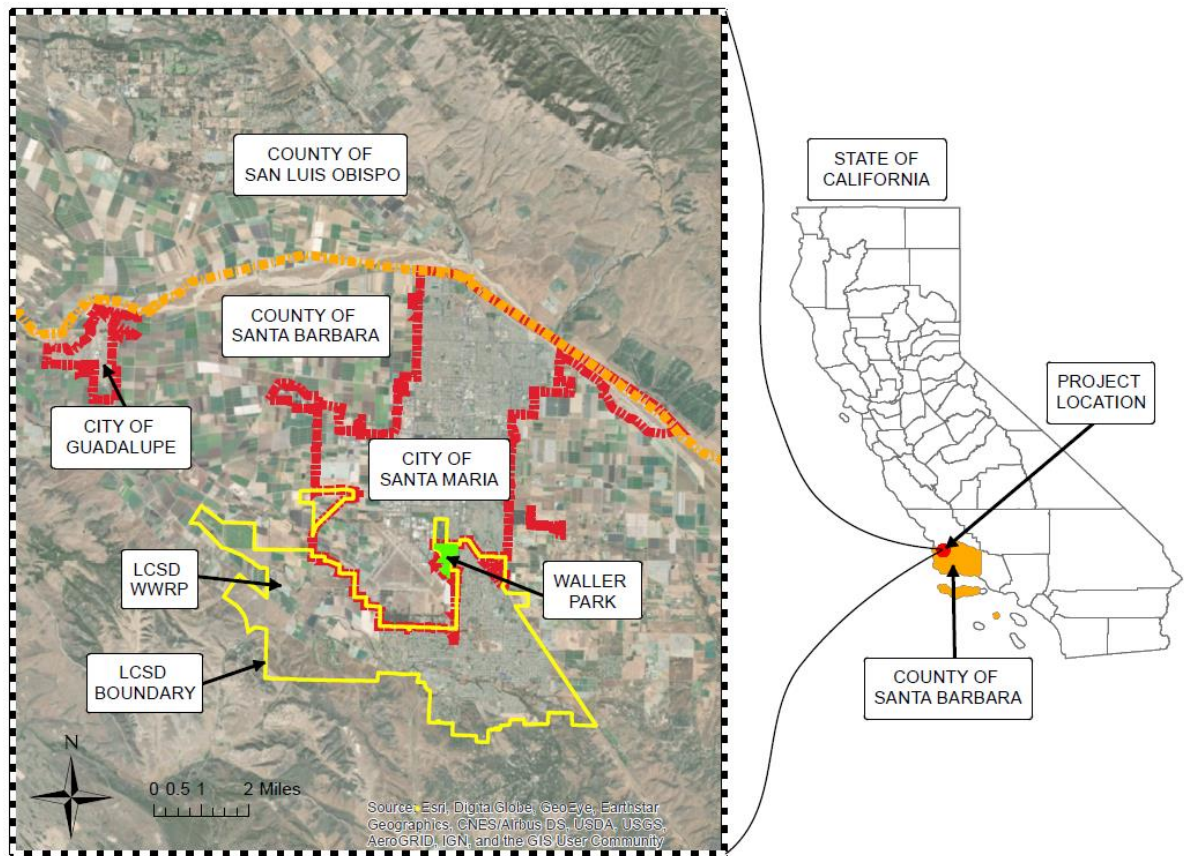 COUNTY OF
SAN LUIS OBISPO
COUNTY OF
SANTA BARBARA
CITY OF
GUADALUPE
CITY OF
SANTA MARIA
LCSD
WWRP
WALLER
PARK
LCSD
BOUNDARY
N
0 0.5 1 2 Miles
Source: Esri, DigitalGlobe, GeoEye, Earthstar
Geographics, CNES/Airbus DS, USDA, USGS,
AeroGRID, IGN, and the GIS User Community
STATE OF
CALIFORNIA
PROJECT
LOCATION
COUNTY OF
SANTA BARBARA